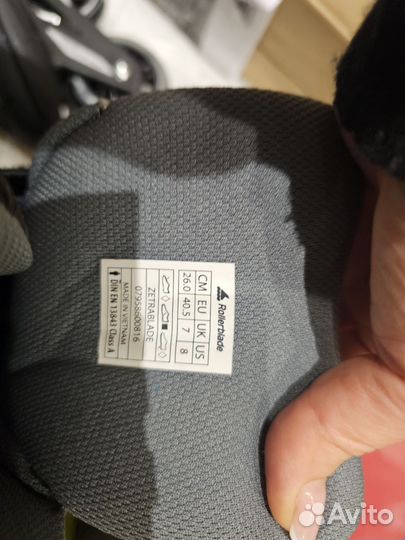 Rollerblade
CM EU UK US
26.0 40.5 7 8
ZETRABLADE
07958600816
MADE IN VIETNAM
DIN EN 13843 Class A
Avito